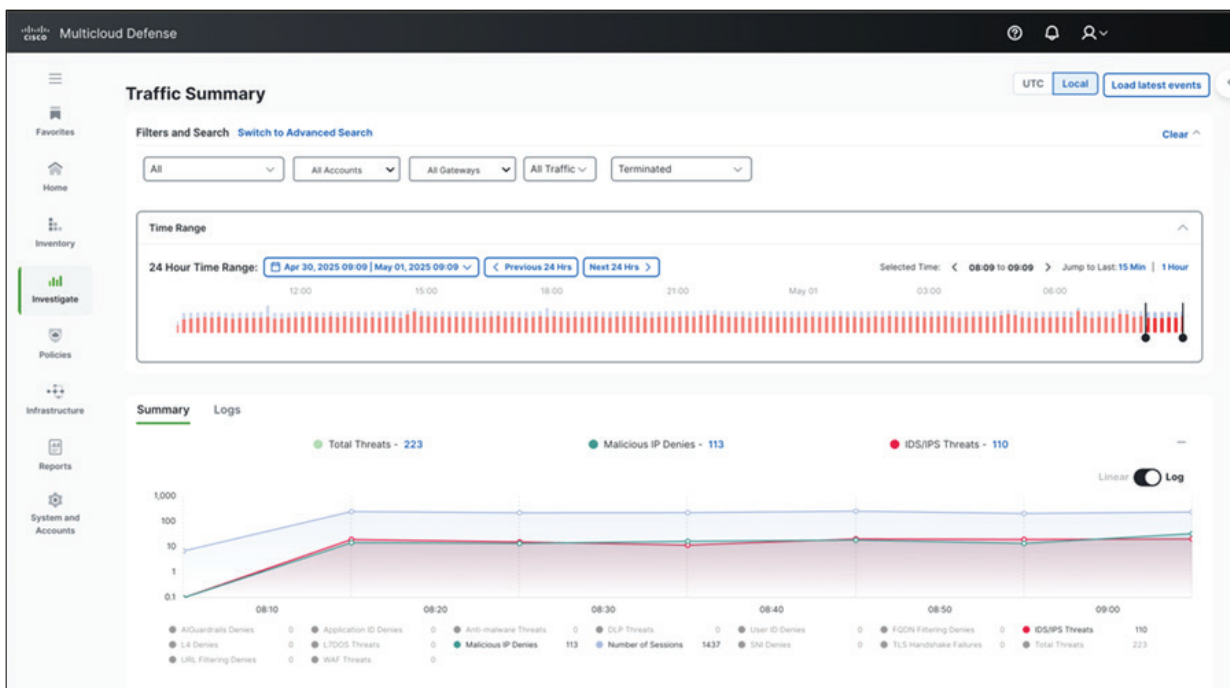 cisco Multicloud Defense
Traffic Summary
UTC Local Load latest events
Favorites
Home
Inventory
Investigate
Policies
Infrastructure
Reports
System and
Accounts
Filters and Search Switch to Advanced Search Clear
All All Accounts All Gateways All Traffic Terminated
Time Range
24 Hour Time Range: Apr 30, 2025 09:09 | May 01, 2025 09:09 Previous 24 Hrs Next 24 Hrs Selected Time: 08:09 to 09:09 Jump to Last: 15 Min | 1 Hour
12:00 15:00 18:00 21:00 May 01 03:00 06:00
Summary Logs
Total Threats - 223 Malicious IP Denies - 113 IDS/IPS Threats - 110
Linear Log
1,000
100
10
1
0.1
08:10 08:20 08:30 08:40 08:50 09:00
AIGuardrails Denies 0 Application ID Denies 0 Anti-malware Threats 0 DLP Threats 0 User ID Denies 0 FQDN Filtering Denies 0 IDS/IPS Threats 110
L4 Denies 0 L7DOS Threats 0 Malicious IP Denies 113 Number of Sessions 1437 SNI Denies 0 TLS Handshake Failures 0 Total Threats 223
URL Filtering Denies 0 WAF Threats 0